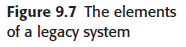 Figure 9.7 The elements
of a legacy system